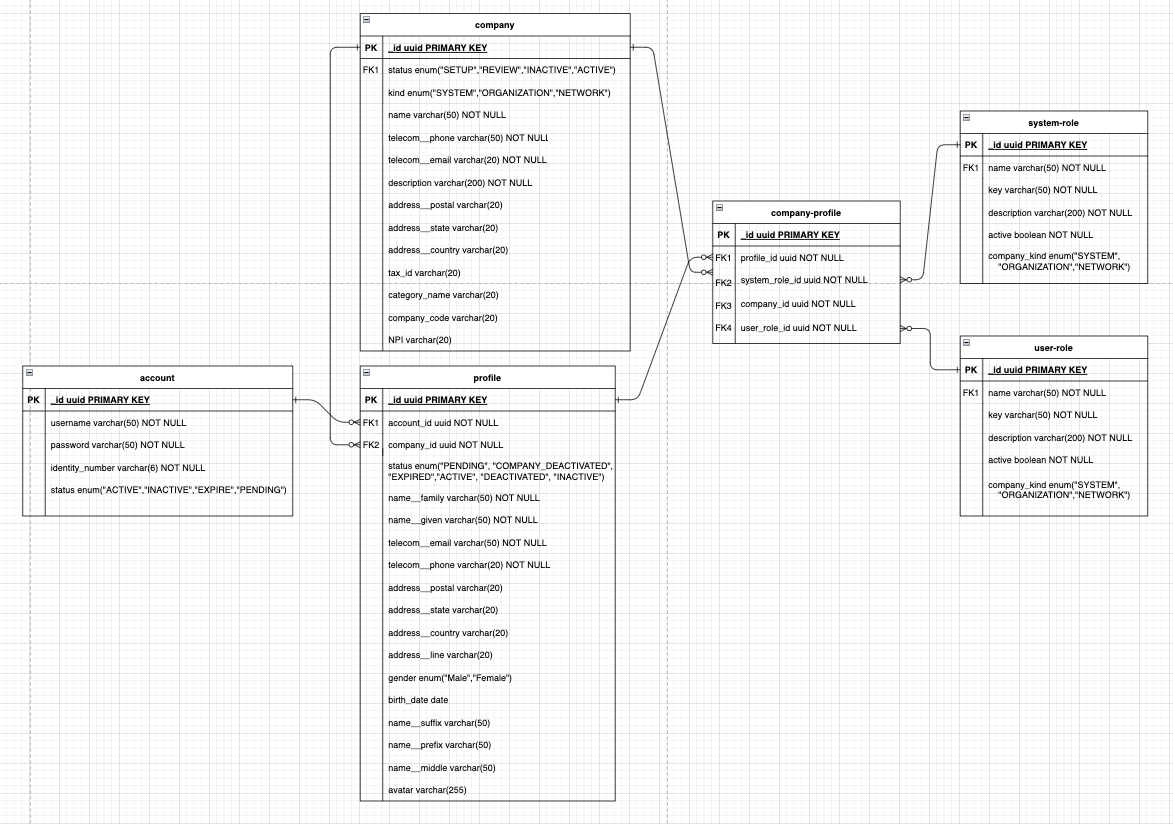 company
PK _id uuid PRIMARY KEY
FK1 status enum("SETUP","REVIEW","INACTIVE","ACTIVE")
kind enum("SYSTEM","ORGANIZATION","NETWORK")
name varchar(50) NOT NULL
telecom__phone varchar(50) NOT NULL
telecom__email varchar(20) NOT NULL
description varchar(200) NOT NULL
address__postal varchar(20)
address__state varchar(20)
address__country varchar(20)
tax_id varchar(20)
category_name varchar(20)
company_code varchar(20)
NPI varchar(20)
system-role
PK _id uuid PRIMARY KEY
FK1 name varchar(50) NOT NULL
key varchar(50) NOT NULL
description varchar(200) NOT NULL
active boolean NOT NULL
company_kind enum("SYSTEM",
"ORGANIZATION","NETWORK")
company-profile
PK _id uuid PRIMARY KEY
FK1 profile_id uuid NOT NULL
FK2 system_role_id uuid NOT NULL
FK3 company_id uuid NOT NULL
FK4 user_role_id uuid NOT NULL
user-role
PK _id uuid PRIMARY KEY
FK1 name varchar(50) NOT NULL
key varchar(50) NOT NULL
description varchar(200) NOT NULL
active boolean NOT NULL
company_kind enum("SYSTEM",
"ORGANIZATION","NETWORK")
account
PK _id uuid PRIMARY KEY
username varchar(50) NOT NULL
password varchar(50) NOT NULL
identity_number varchar(6) NOT NULL
status enum("ACTIVE","INACTIVE","EXPIRE","PENDING")
profile
PK _id uuid PRIMARY KEY
FK1 account_id uuid NOT NULL
FK2 company_id uuid NOT NULL
status enum("PENDING", "COMPANY_DEACTIVATED",
"EXPIRED","ACTIVE", "DEACTIVATED", "INACTIVE")
name__family varchar(50) NOT NULL
name__given varchar(50) NOT NULL
telecom__email varchar(50) NOT NULL
telecom__phone varchar(20) NOT NULL
address__postal varchar(20)
address__state varchar(20)
address__country varchar(20)
address__line varchar(20)
gender enum("Male","Female")
birth_date date
name__suffix varchar(50)
name__prefix varchar(50)
name__middle varchar(50)
avatar varchar(255)